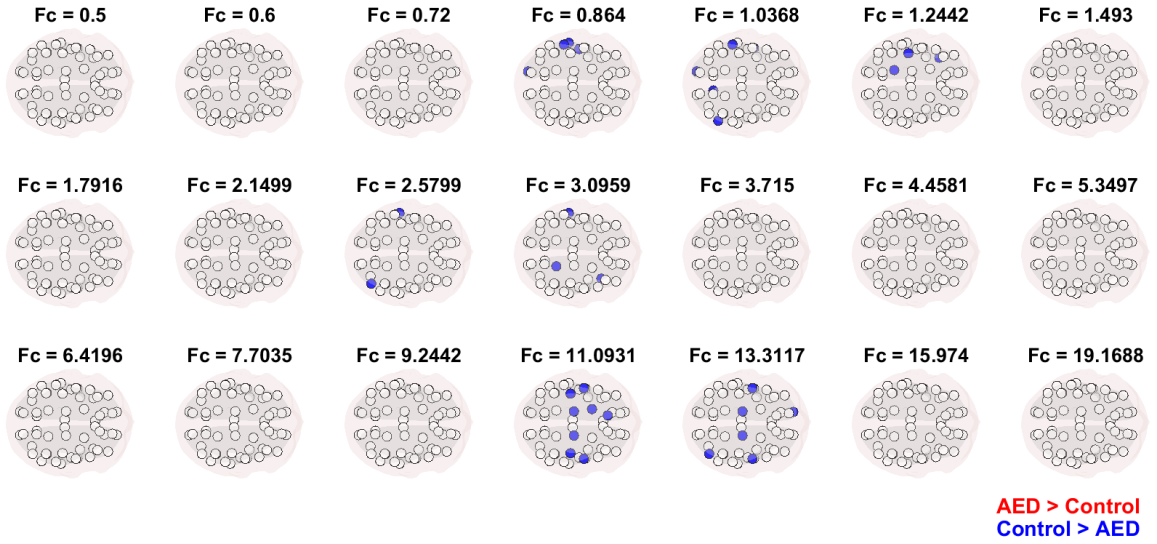 Fc = 0.5 Fc = 0.6 Fc = 0.72 Fc = 0.864 Fc = 1.0368 Fc = 1.2442 Fc = 1.493
Fc = 1.7916 Fc = 2.1499 Fc = 2.5799 Fc = 3.0959 Fc = 3.715 Fc = 4.4581 Fc = 5.3497
Fc = 6.4196 Fc = 7.7035 Fc = 9.2442 Fc = 11.0931 Fc = 13.3117 Fc = 15.974 Fc = 19.1688
AED > Control
Control > AED